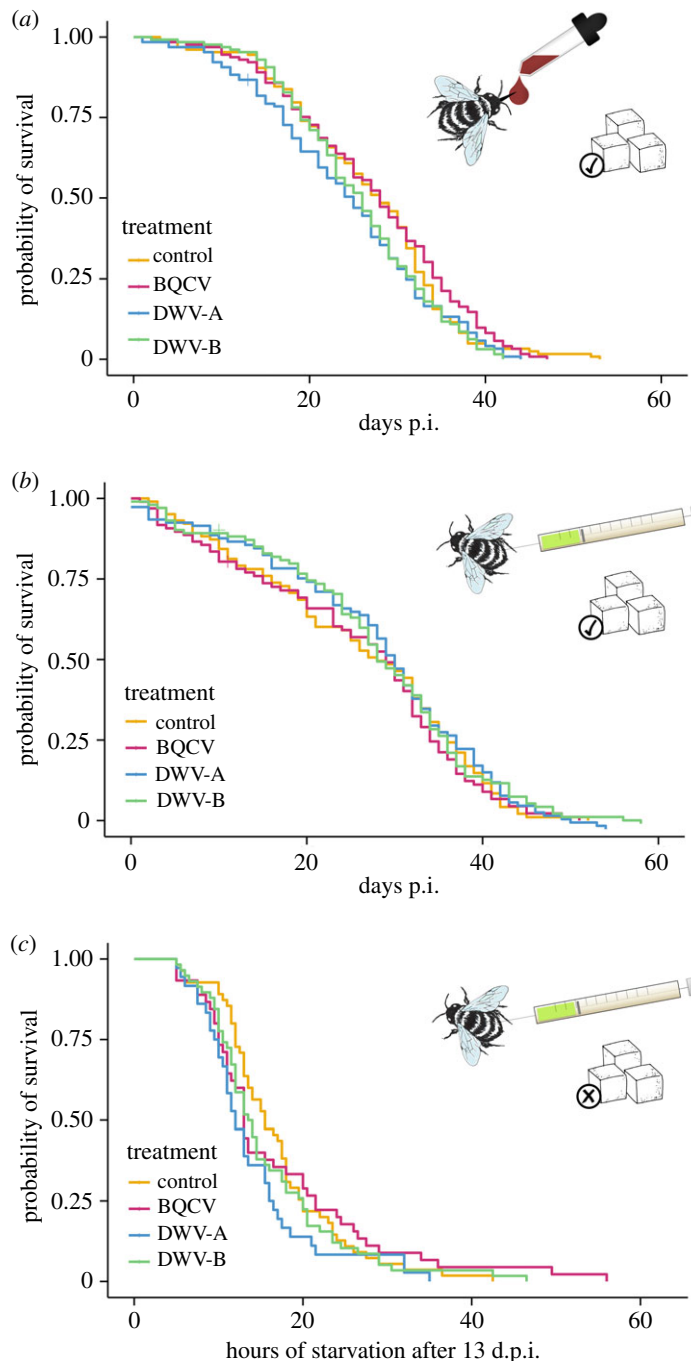 (a)
1.00
0.75
0.50
0.25
0
probability of survival
treatment
control
BQCV
DWV-A
DWV-B
0
20
40
60
days p.i.
(b)
1.00
0.75
0.50
0.25
0
probability of survival
treatment
control
BQCV
DWV-A
DWV-B
0
20
40
60
days p.i.
(c)
1.00
0.75
0.50
0.25
0
probability of survival
treatment
control
BQCV
DWV-A
DWV-B
0
20
40
60
hours of starvation after 13 d.p.i.